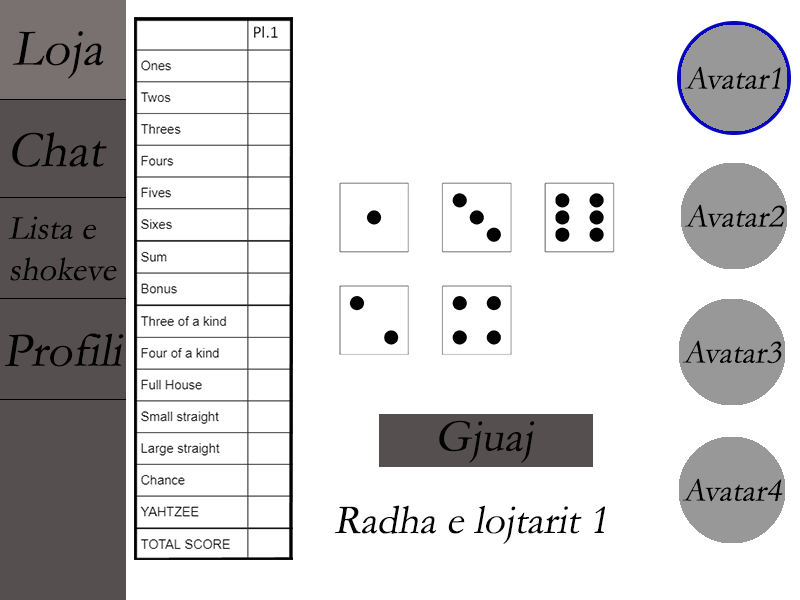 Loja
Chat
Lista e
shokeve
Profili
Pl.1
Ones
Twos
Threes
Fours
Fives
Sixes
Sum
Bonus
Three of a kind
Four of a kind
Full House
Small straight
Large straight
Chance
YAHTZEE
TOTAL SCORE
Gjuaj
Radha e lojtarit 1
Avatar1
Avatar2
Avatar3
Avatar4